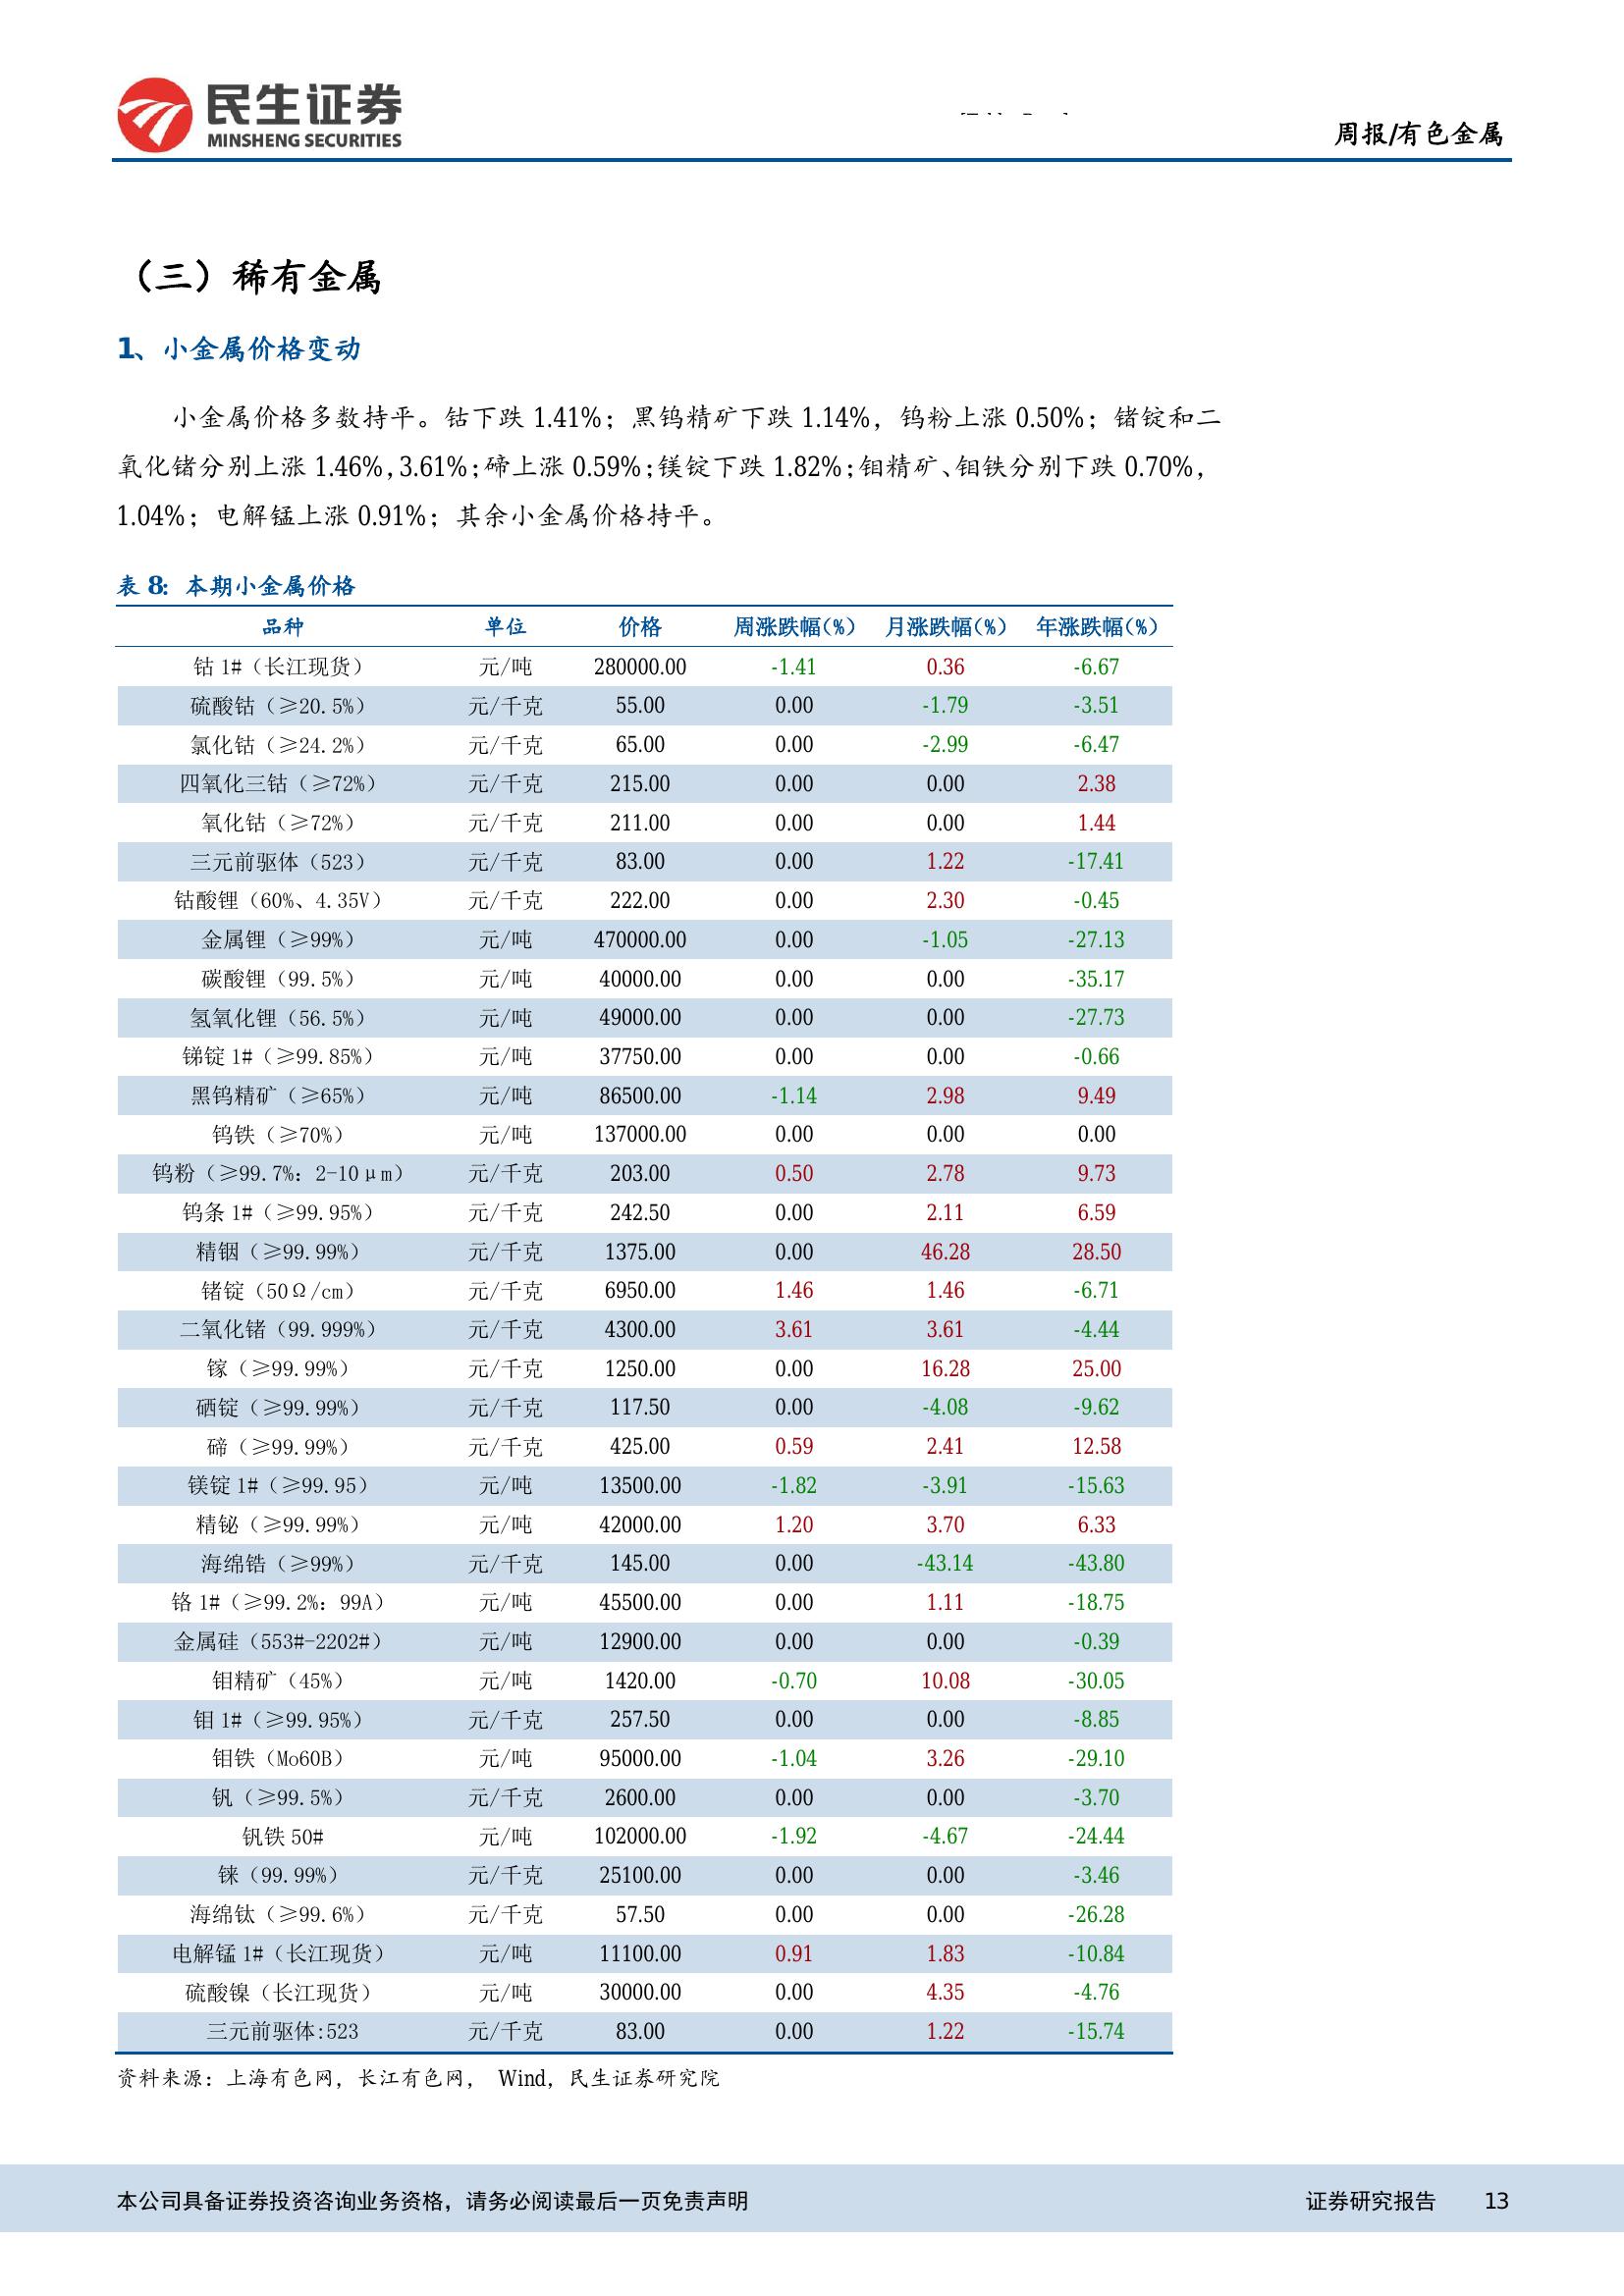 民生证券
MINSHENG SECURITIES
周报/有色金属
（三）稀有金属
1、小金属价格变动
小金属价格多数持平。钴下跌 1.41%；黑钨精矿下跌 1.14%，钨粉上涨 0.50%；锗锭和二
氧化锗分别上涨 1.46%，3.61%；碲上涨 0.59%；镁锭下跌 1.82%；钼精矿、钼铁分别下跌 0.70%，
1.04%；电解锰上涨 0.91%；其余小金属价格持平。
表 8：本期小金属价格
品种 单位 价格 周涨跌幅(%) 月涨跌幅(%) 年涨跌幅(%)
钴 1#（长江现货） 元/吨 280000.00 -1.41 0.36 -6.67
硫酸钴（≥20.5%） 元/千克 55.00 0.00 -1.79 -3.51
氯化钴（≥24.2%） 元/千克 65.00 0.00 -2.99 -6.47
四氧化三钴（≥72%） 元/千克 215.00 0.00 0.00 2.38
氧化钴（≥72%） 元/千克 211.00 0.00 0.00 1.44
三元前驱体（523） 元/千克 83.00 0.00 1.22 -17.41
钴酸锂（60%、4.35V） 元/千克 222.00 0.00 2.30 -0.45
金属锂（≥99%） 元/吨 470000.00 0.00 -1.05 -27.13
碳酸锂（99.5%） 元/吨 40000.00 0.00 0.00 -35.17
氢氧化锂（56.5%） 元/吨 49000.00 0.00 0.00 -27.73
锑锭 1#（≥99.85%） 元/吨 37750.00 0.00 0.00 -0.66
黑钨精矿（≥65%） 元/吨 86500.00 -1.14 2.98 9.49
钨铁（≥70%） 元/吨 137000.00 0.00 0.00 0.00
钨粉（≥99.7%：2-10μm） 元/千克 203.00 0.50 2.78 9.73
钨条 1#（≥99.95%） 元/千克 242.50 0.00 2.11 6.59
精铟（≥99.99%） 元/千克 1375.00 0.00 46.28 28.50
锗锭（50Ω/cm） 元/千克 6950.00 1.46 1.46 -6.71
二氧化锗（99.999%） 元/千克 4300.00 3.61 3.61 -4.44
镓（≥99.99%） 元/千克 1250.00 0.00 16.28 25.00
硒锭（≥99.99%） 元/千克 117.50 0.00 -4.08 -9.62
碲（≥99.99%） 元/千克 425.00 0.59 2.41 12.58
镁锭 1#（≥99.95） 元/吨 13500.00 -1.82 -3.91 -15.63
精铋（≥99.99%） 元/吨 42000.00 1.20 3.70 6.33
海绵锆（≥99%） 元/千克 145.00 0.00 -43.14 -43.80
铬 1#（≥99.2%：99A） 元/吨 45500.00 0.00 1.11 -18.75
金属硅（553#-2202#） 元/吨 12900.00 0.00 0.00 -0.39
钼精矿（45%） 元/吨 1420.00 -0.70 10.08 -30.05
钼 1#（≥99.95%） 元/千克 257.50 0.00 0.00 -8.85
钼铁（Mo60B） 元/吨 95000.00 -1.04 3.26 -29.10
钒（≥99.5%） 元/千克 2600.00 0.00 0.00 -3.70
钒铁 50# 元/吨 102000.00 -1.92 -4.67 -24.44
铼（99.99%） 元/千克 25100.00 0.00 0.00 -3.46
海绵钛（≥99.6%） 元/千克 57.50 0.00 0.00 -26.28
电解锰 1#（长江现货） 元/吨 11100.00 0.91 1.83 -10.84
硫酸镍（长江现货） 元/吨 30000.00 0.00 4.35 -4.76
三元前驱体:523 元/千克 83.00 0.00 1.22 -15.74
资料来源：上海有色网，长江有色网， Wind，民生证券研究院
本公司具备证券投资咨询业务资格，请务必阅读最后一页免责声明 证券研究报告 13